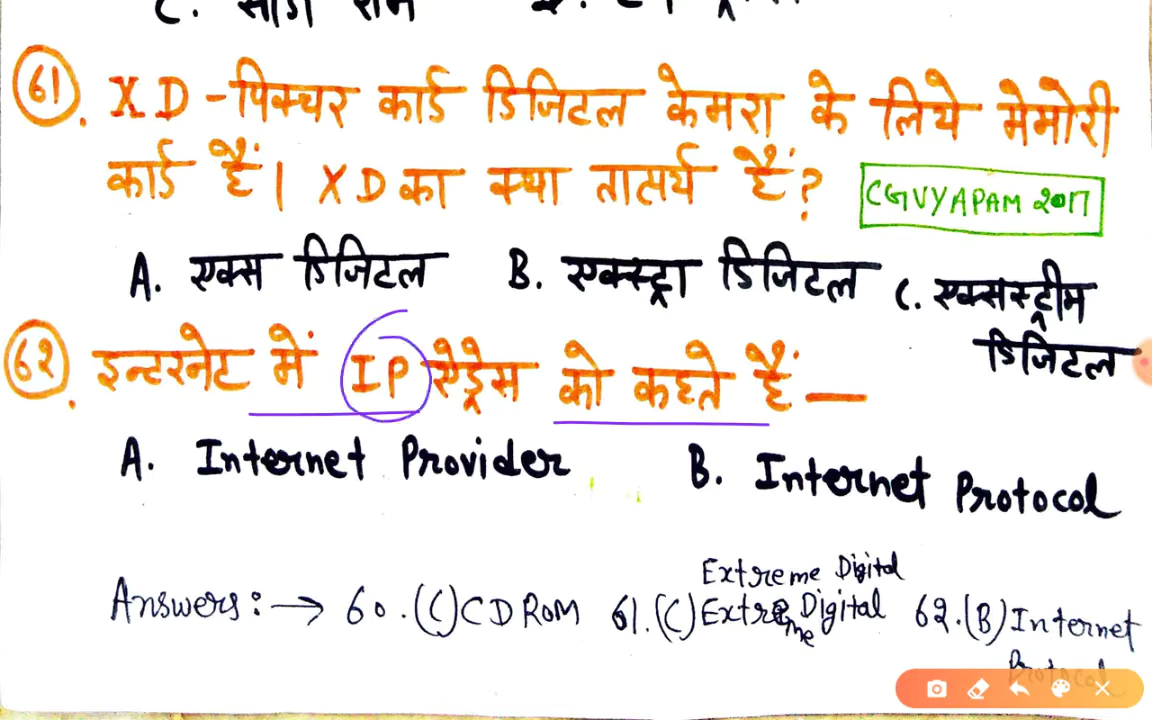 61. XD-पिक्चर कार्ड डिजिटल केमरा के लिये मेमोरी
कार्ड हैं। XD का क्या तात्पर्य हैं?
CGVYAPAM 2017
A. एक्स डिजिटल B. एक्स्ट्रा डिजिटल C. एक्सस्ट्रीम
डिजिटल
62. इन्टरनेट में IP ऐड्रेस को कहते हैं —
A. Internet Provider B. Internet Protocol
Extreme Digital
Answers: → 60. (C) CD ROM 61. (C) Extreme Digital 62. (B) Internet
Protocol